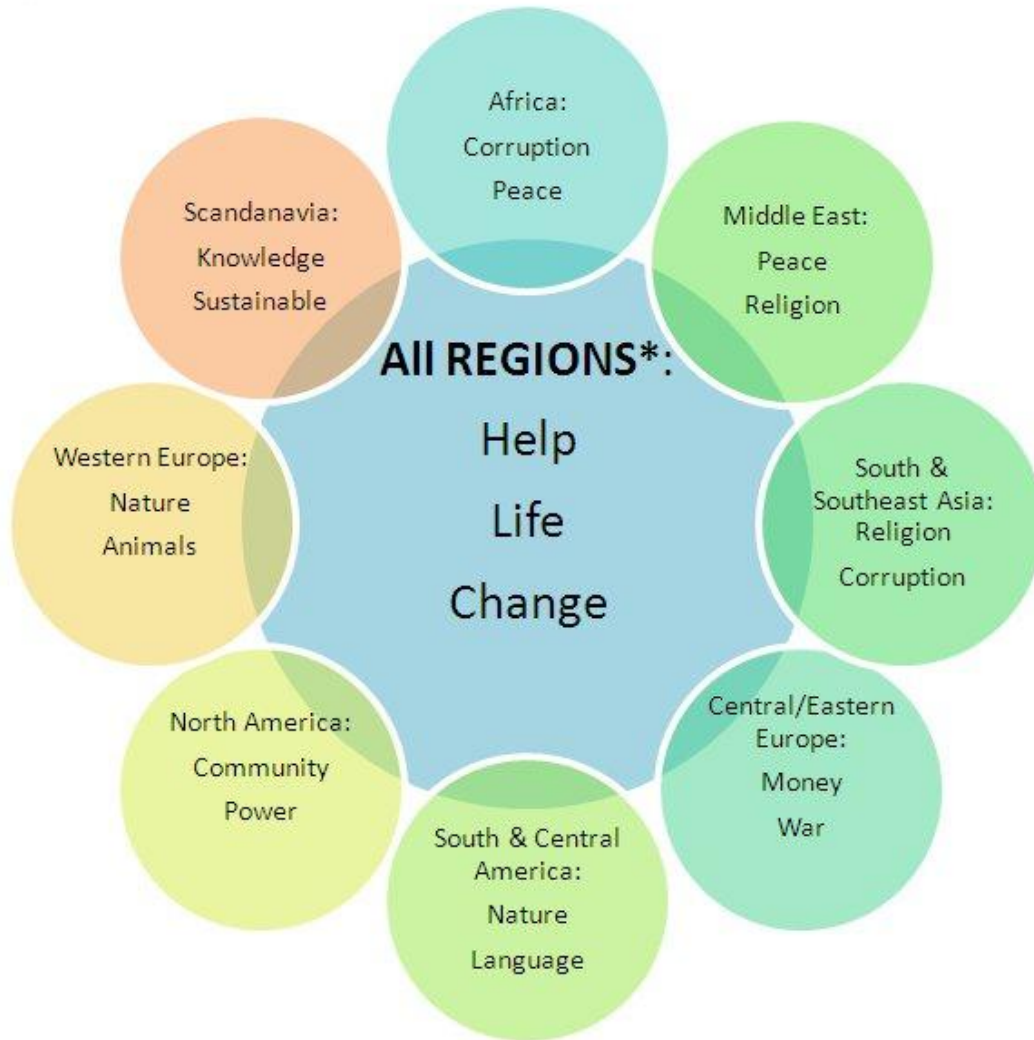 Africa:
Corruption
Peace
Middle East:
Peace
Religion
South &
Southeast Asia:
Religion
Corruption
Central/Eastern
Europe:
Money
War
South & Central
America:
Nature
Language
North America:
Community
Power
Western Europe:
Nature
Animals
Scandanavia:
Knowledge
Sustainable
All REGIONS*:
Help
Life
Change